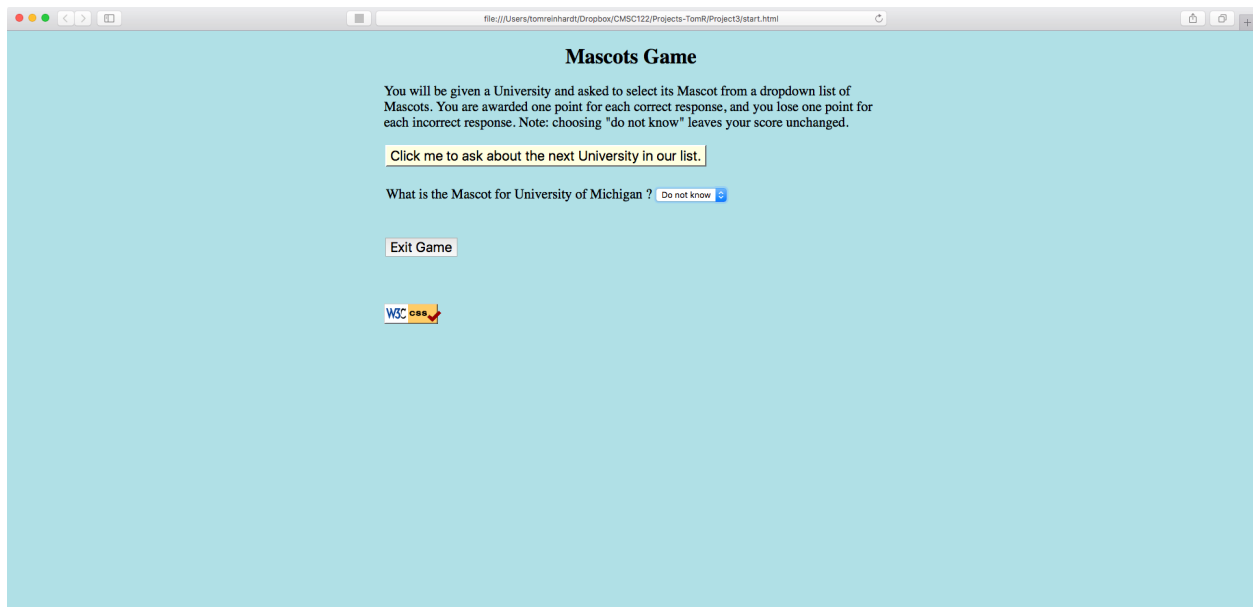 file:///Users/tomreinhardt/Dropbox/CMSC122/Projects-TomR/Project3/start.html
Mascots Game
You will be given a University and asked to select its Mascot from a dropdown list of
Mascots. You are awarded one point for each correct response, and you lose one point for
each incorrect response. Note: choosing "do not know" leaves your score unchanged.
Click me to ask about the next University in our list.
What is the Mascot for University of Michigan ? Do not know
Exit Game
W3C css